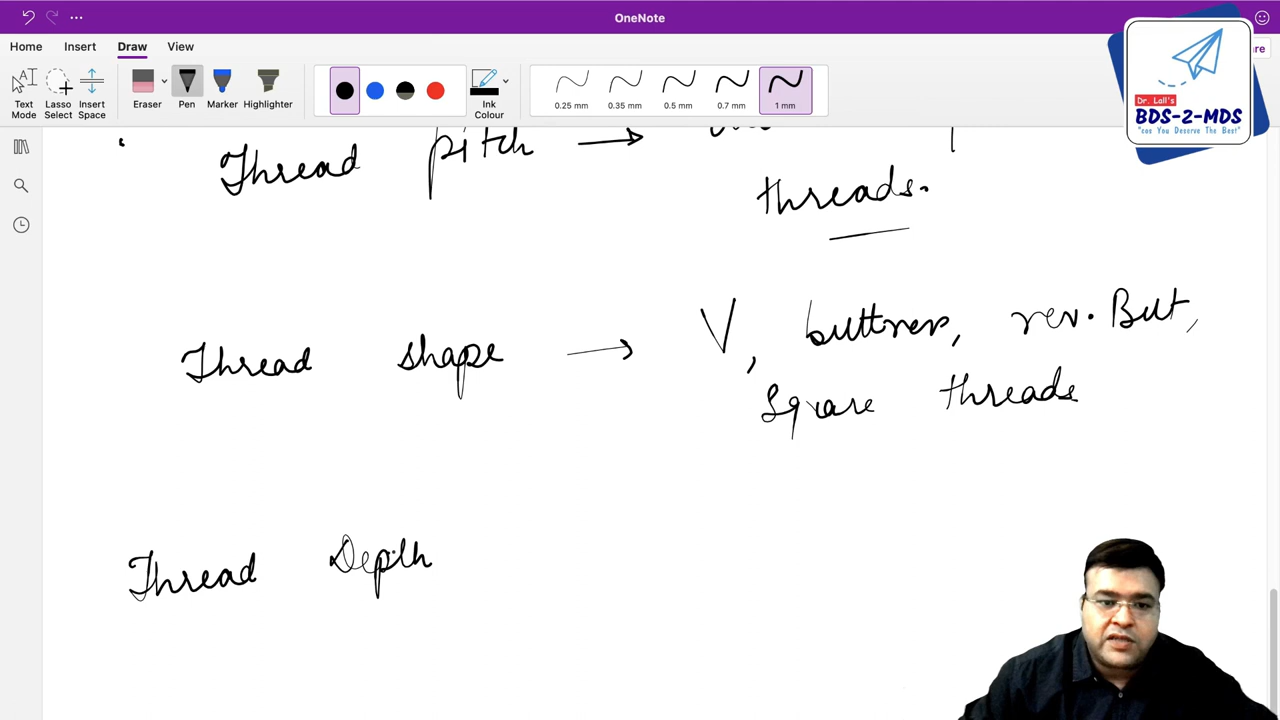 OneNote
Home Insert Draw View
Text Mode
Lasso Select
Insert Space
Eraser
Pen
Marker
Highlighter
Ink Colour
0.25 mm 0.35 mm 0.5 mm 0.7 mm 1 mm
Dr. Lall's
BDS-2-MDS
"cos You Deserve The Best"
Thread pitch →
threads.
Thread shape → V, buttress, rev. But,
Square threads
Thread Depth